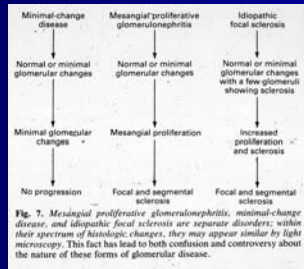 Minimal-change Mesangial proliferative Idiopathic
disease glomerulonephritis focal sclerosis
Normal or minimal Normal or minimal Normal or minimal
glomerular changes glomerular changes glomerular changes
with a few glomeruli
showing sclerosis
Minimal glomerular Mesangial proliferation Increased
changes proliferation
and sclerosis
No progression Focal and segmental Focal and segmental
sclerosis sclerosis
Fig. 7. Mesangial proliferative glomerulonephritis, minimal-change
disease, and idiopathic focal sclerosis are separate disorders; within
their spectrum of histologic changes, they may appear similar by light
microscopy. This fact has lead to both confusion and controversy about
the nature of these forms of glomerular disease.